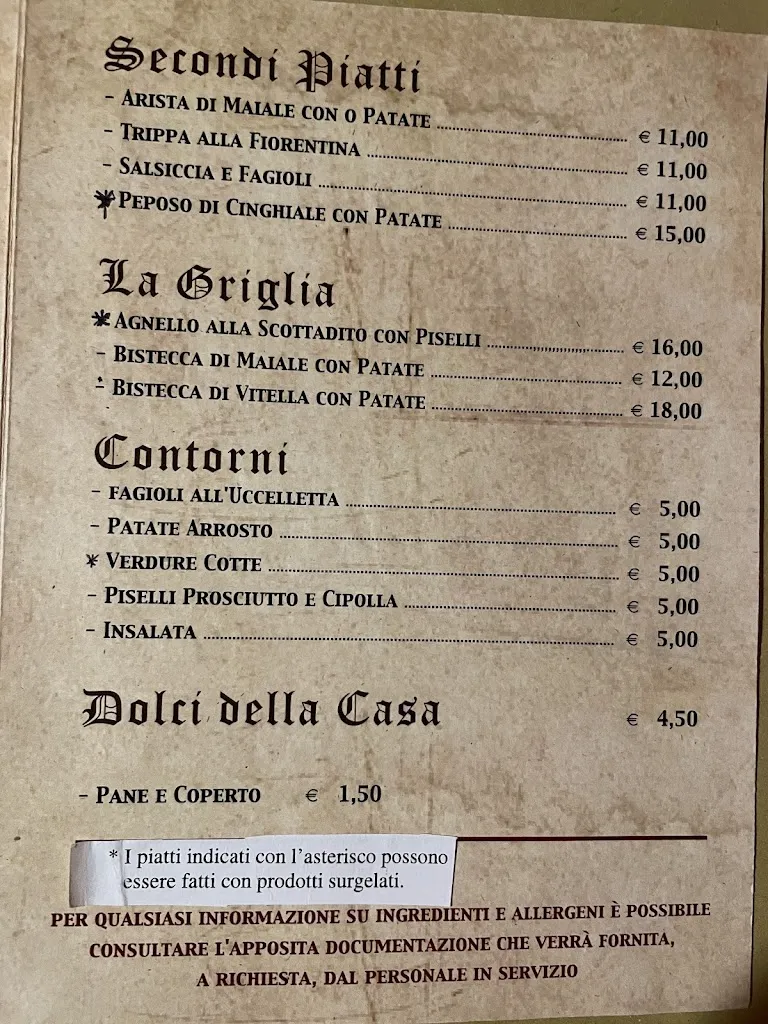 Secondi Piatti
- Arista di Maiale con o Patate ........ € 11,00
- Trippa alla Fiorentina ........ € 11,00
- Salsiccia e Fagioli ........ € 11,00
* Peposo di Cinghiale con Patate ........ € 15,00
La Griglia
* Agnello alla Scottadito con Piselli ........ € 16,00
- Bistecca di Maiale con Patate ........ € 12,00
- Bistecca di Vitella con Patate ........ € 18,00
Contorni
- fagioli all'Uccelletta ........ € 5,00
- Patate Arrosto ........ € 5,00
* Verdure Cotte ........ € 5,00
- Piselli Prosciutto e Cipolla ........ € 5,00
- Insalata ........ € 5,00
Dolci della Casa € 4,50
- Pane e Coperto € 1,50
* I piatti indicati con l'asterisco possono
essere fatti con prodotti surgelati.
PER QUALSIASI INFORMAZIONE SU INGREDIENTI E ALLERGENI È POSSIBILE
CONSULTARE L'APPOSITA DOCUMENTAZIONE CHE VERRÀ FORNITA,
A RICHIESTA, DAL PERSONALE IN SERVIZIO